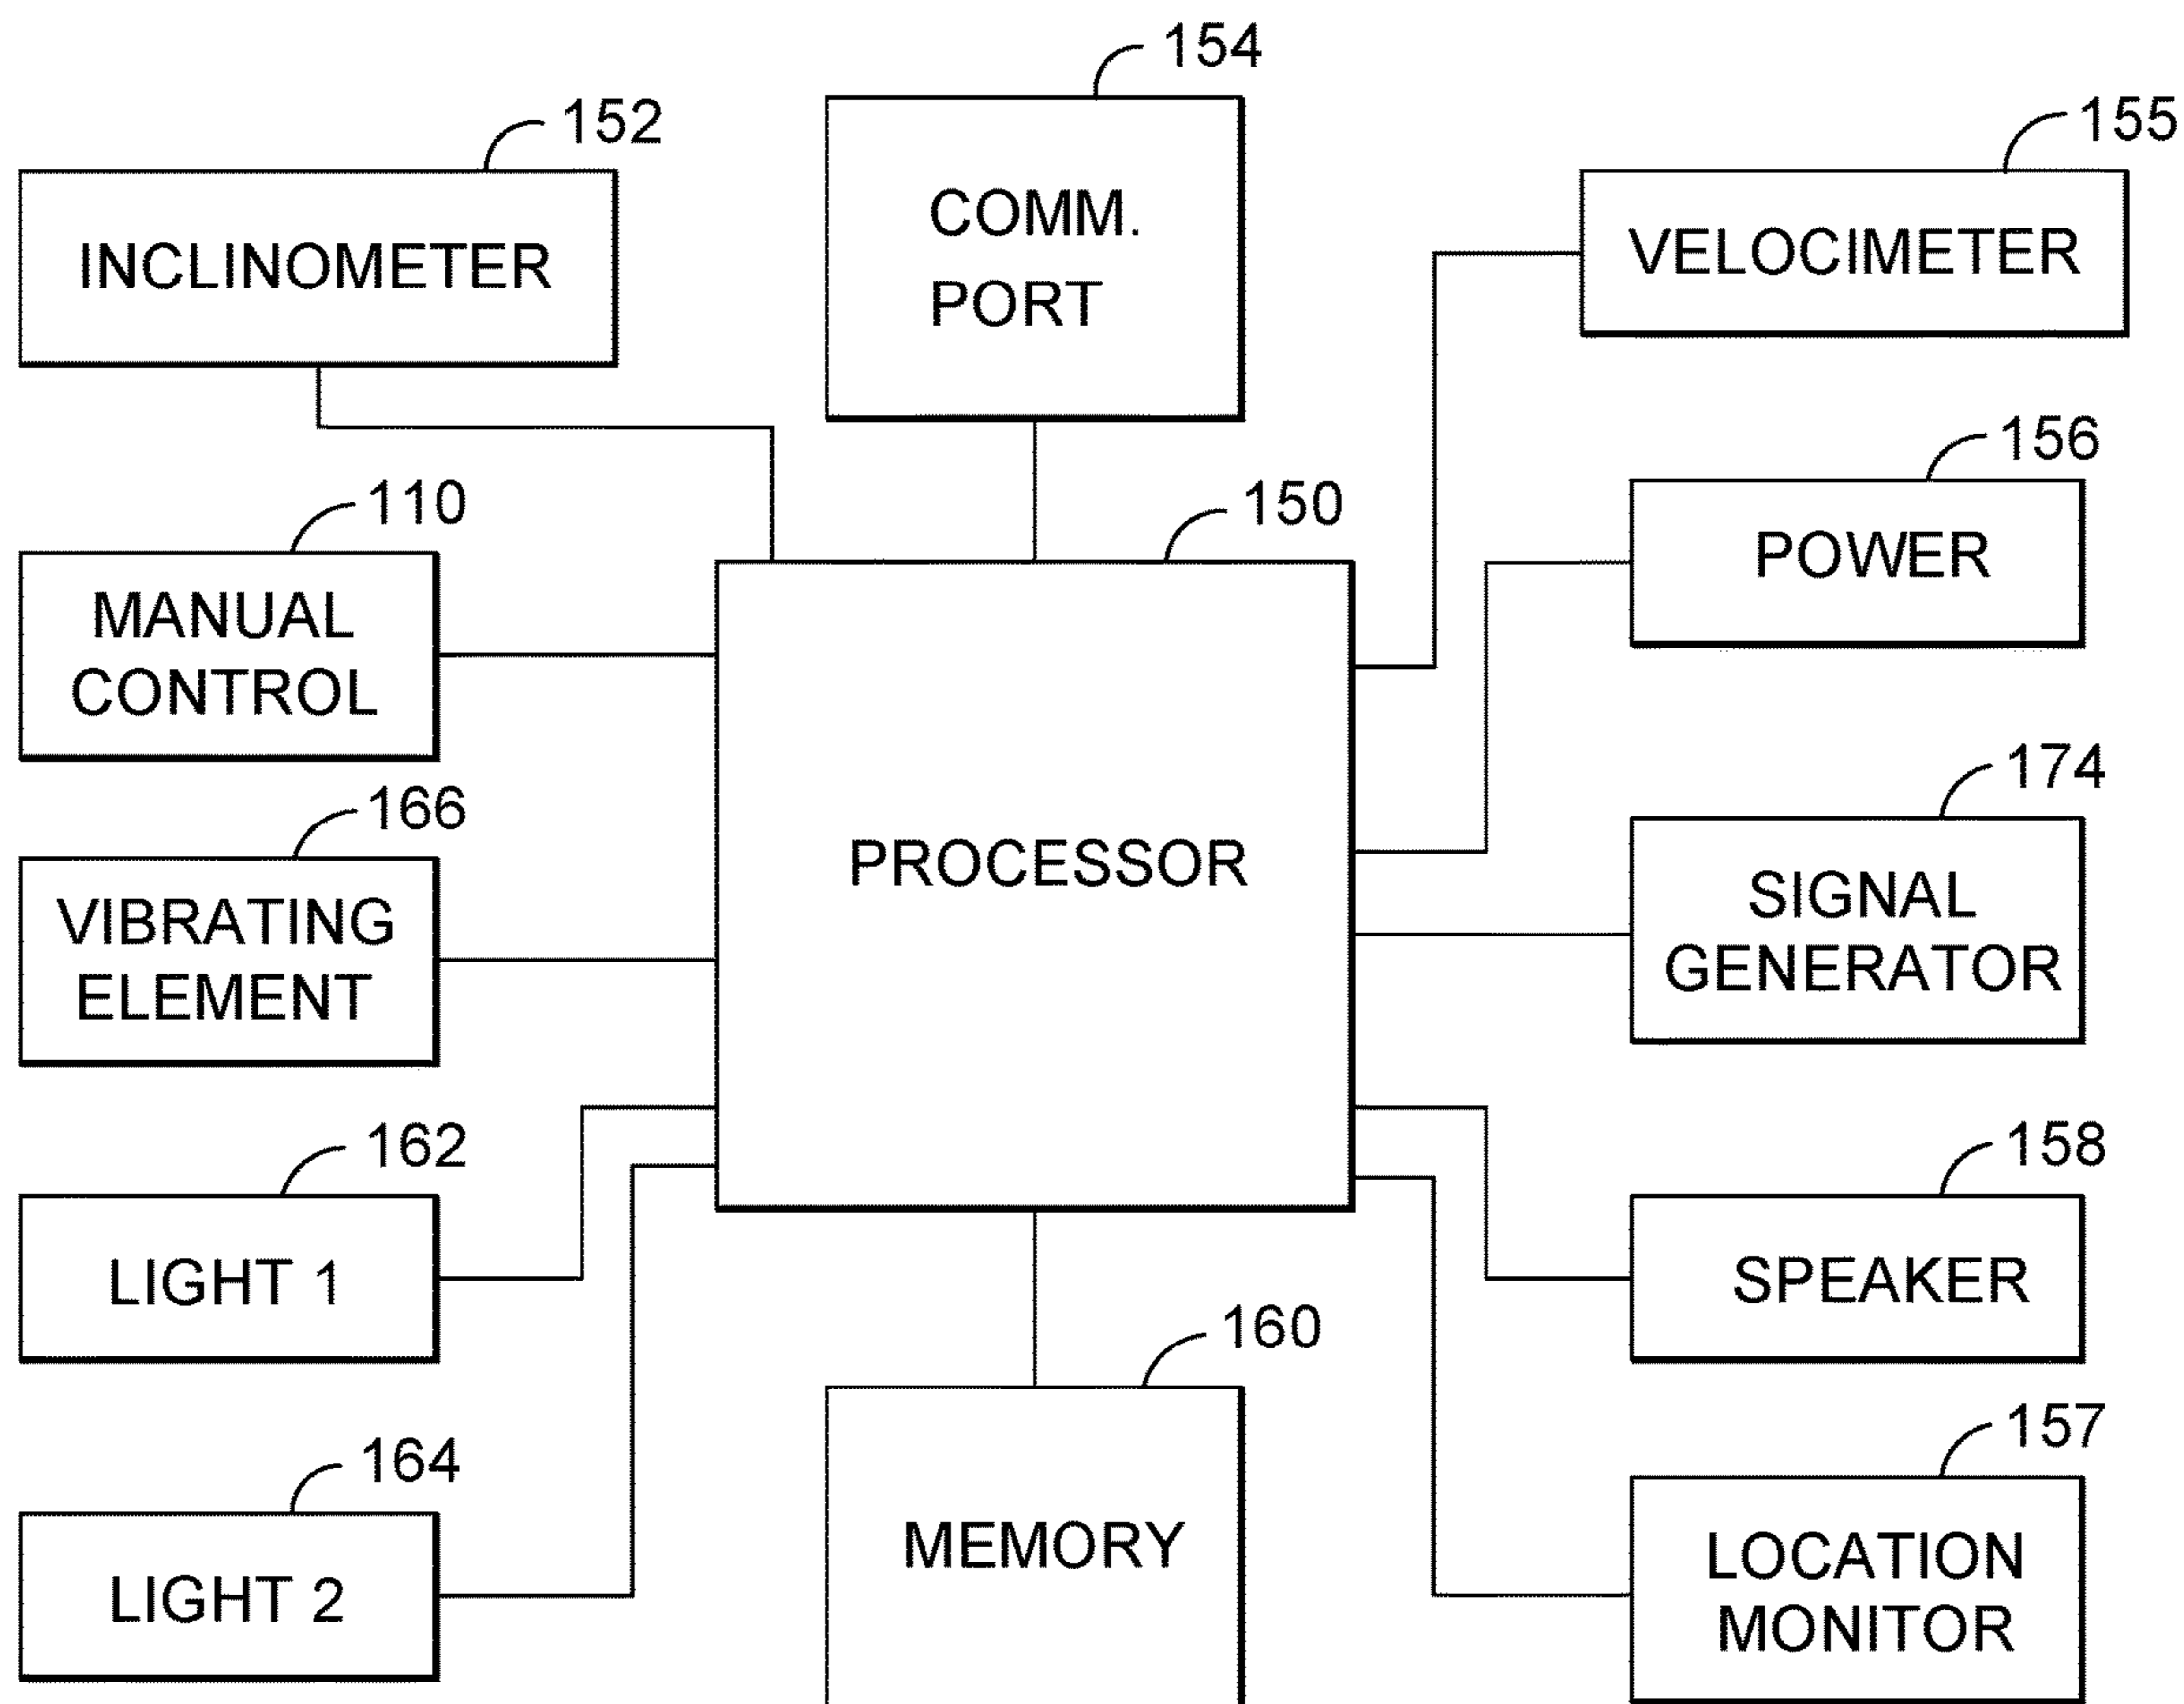 154
152
155
COMM.
PORT
INCLINOMETER
VELOCIMETER
156
110
150
POWER
MANUAL
CONTROL
174
166
PROCESSOR
SIGNAL
GENERATOR
VIBRATING
ELEMENT
162
158
LIGHT 1
SPEAKER
160
157
164
MEMORY
LOCATION
MONITOR
LIGHT 2